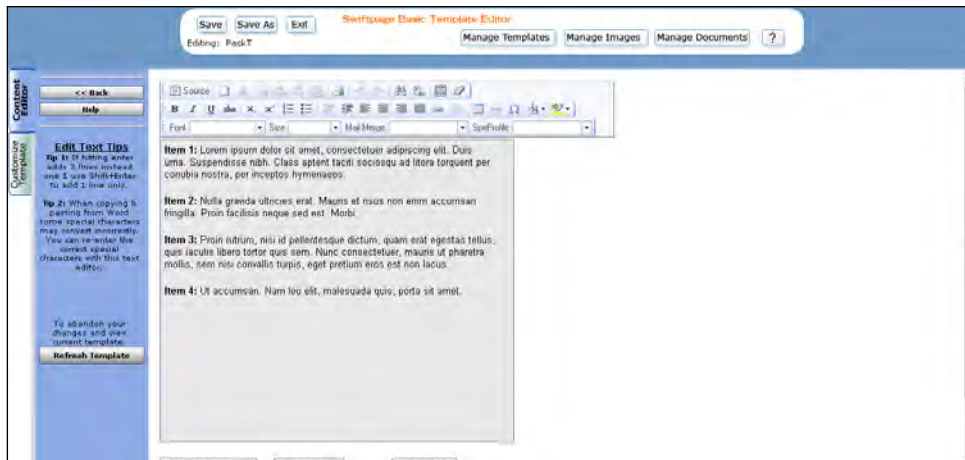 Swiftpage Basic Template Editor
Save Save As Exit
Editing: PackT
Manage Templates Manage Images Manage Documents ?
Content Editor
Customize Template
<< Back
Help
Edit Text Tips
Tip 1: If hitting enter
adds 2 lines instead
one 1 use Shift+Enter
to add 1 line only.
Tip 2: When copying &
pasting from Word
some special characters
may convert incorrectly.
You can re-enter the
correct special
characters with this text
editor.
To abandon your
changes and view
current template.
Refresh Template
Source
B I U abc x₂ x²
Font Size Mail Merge SpeProfile
Item 1: Lorem ipsum dolor sit amet, consectetuer adipiscing elit. Duis
urna. Suspendisse nibh. Class aptent taciti sociosqu ad litora torquent per
conubia nostra, per inceptos hymenaeos.
Item 2: Nulla gravida ultricies erat. Mauris et risus non enim accumsan
fringilla. Proin facilisis neque sed est. Morbi.
Item 3: Proin rutrum, nisi id pellentesque dictum, quam erat egestas tellus,
quis iaculis libero tortor quis sem. Nunc consectetuer, mauris ut pharetra
mollis, sem nisi convallis turpis, eget pretium eros est non lacus.
Item 4: Ut accumsan. Nam leo elit, malesuada quis, porta sit amet.